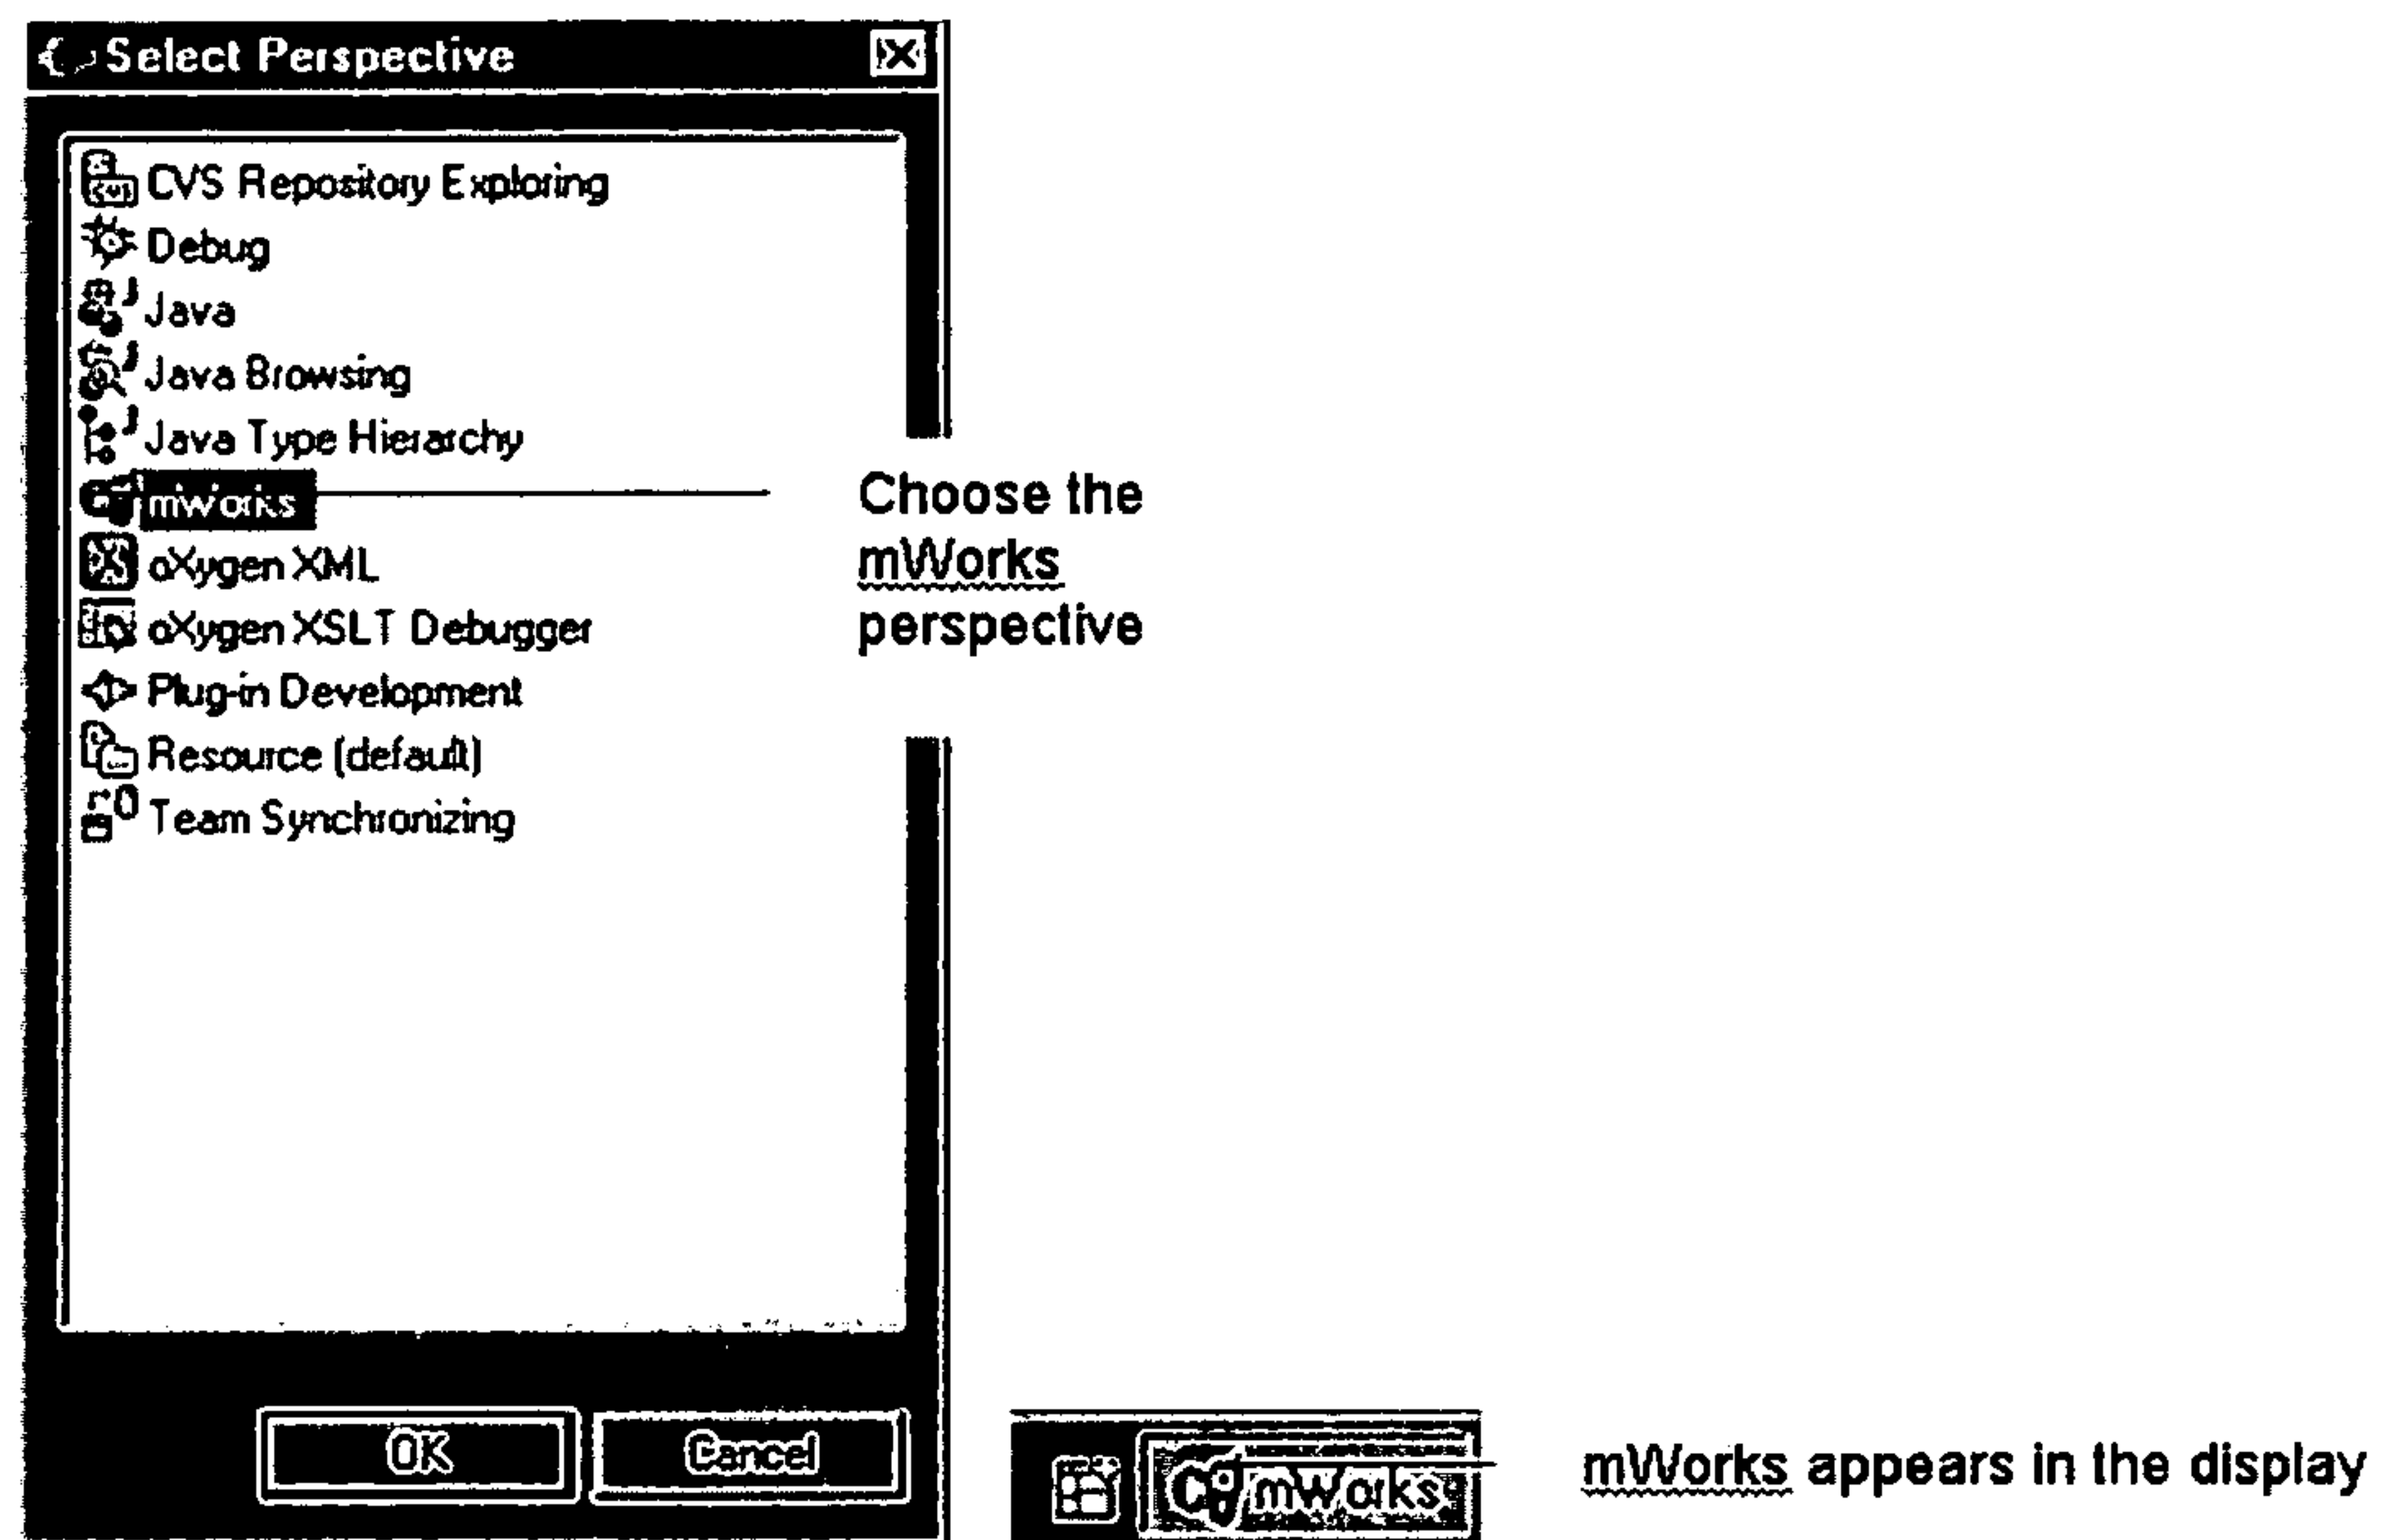 Select Perspective
CVS Repository Exploring
Debug
Java
Java Browsing
Java Type Hierarchy
mWorks
oXygen XML
oXygen XSLT Debugger
Plug-in Development
Resource (default)
Team Synchronizing
Choose the
mWorks
perspective
OK
Cancel
mWorks
mWorks appears in the display